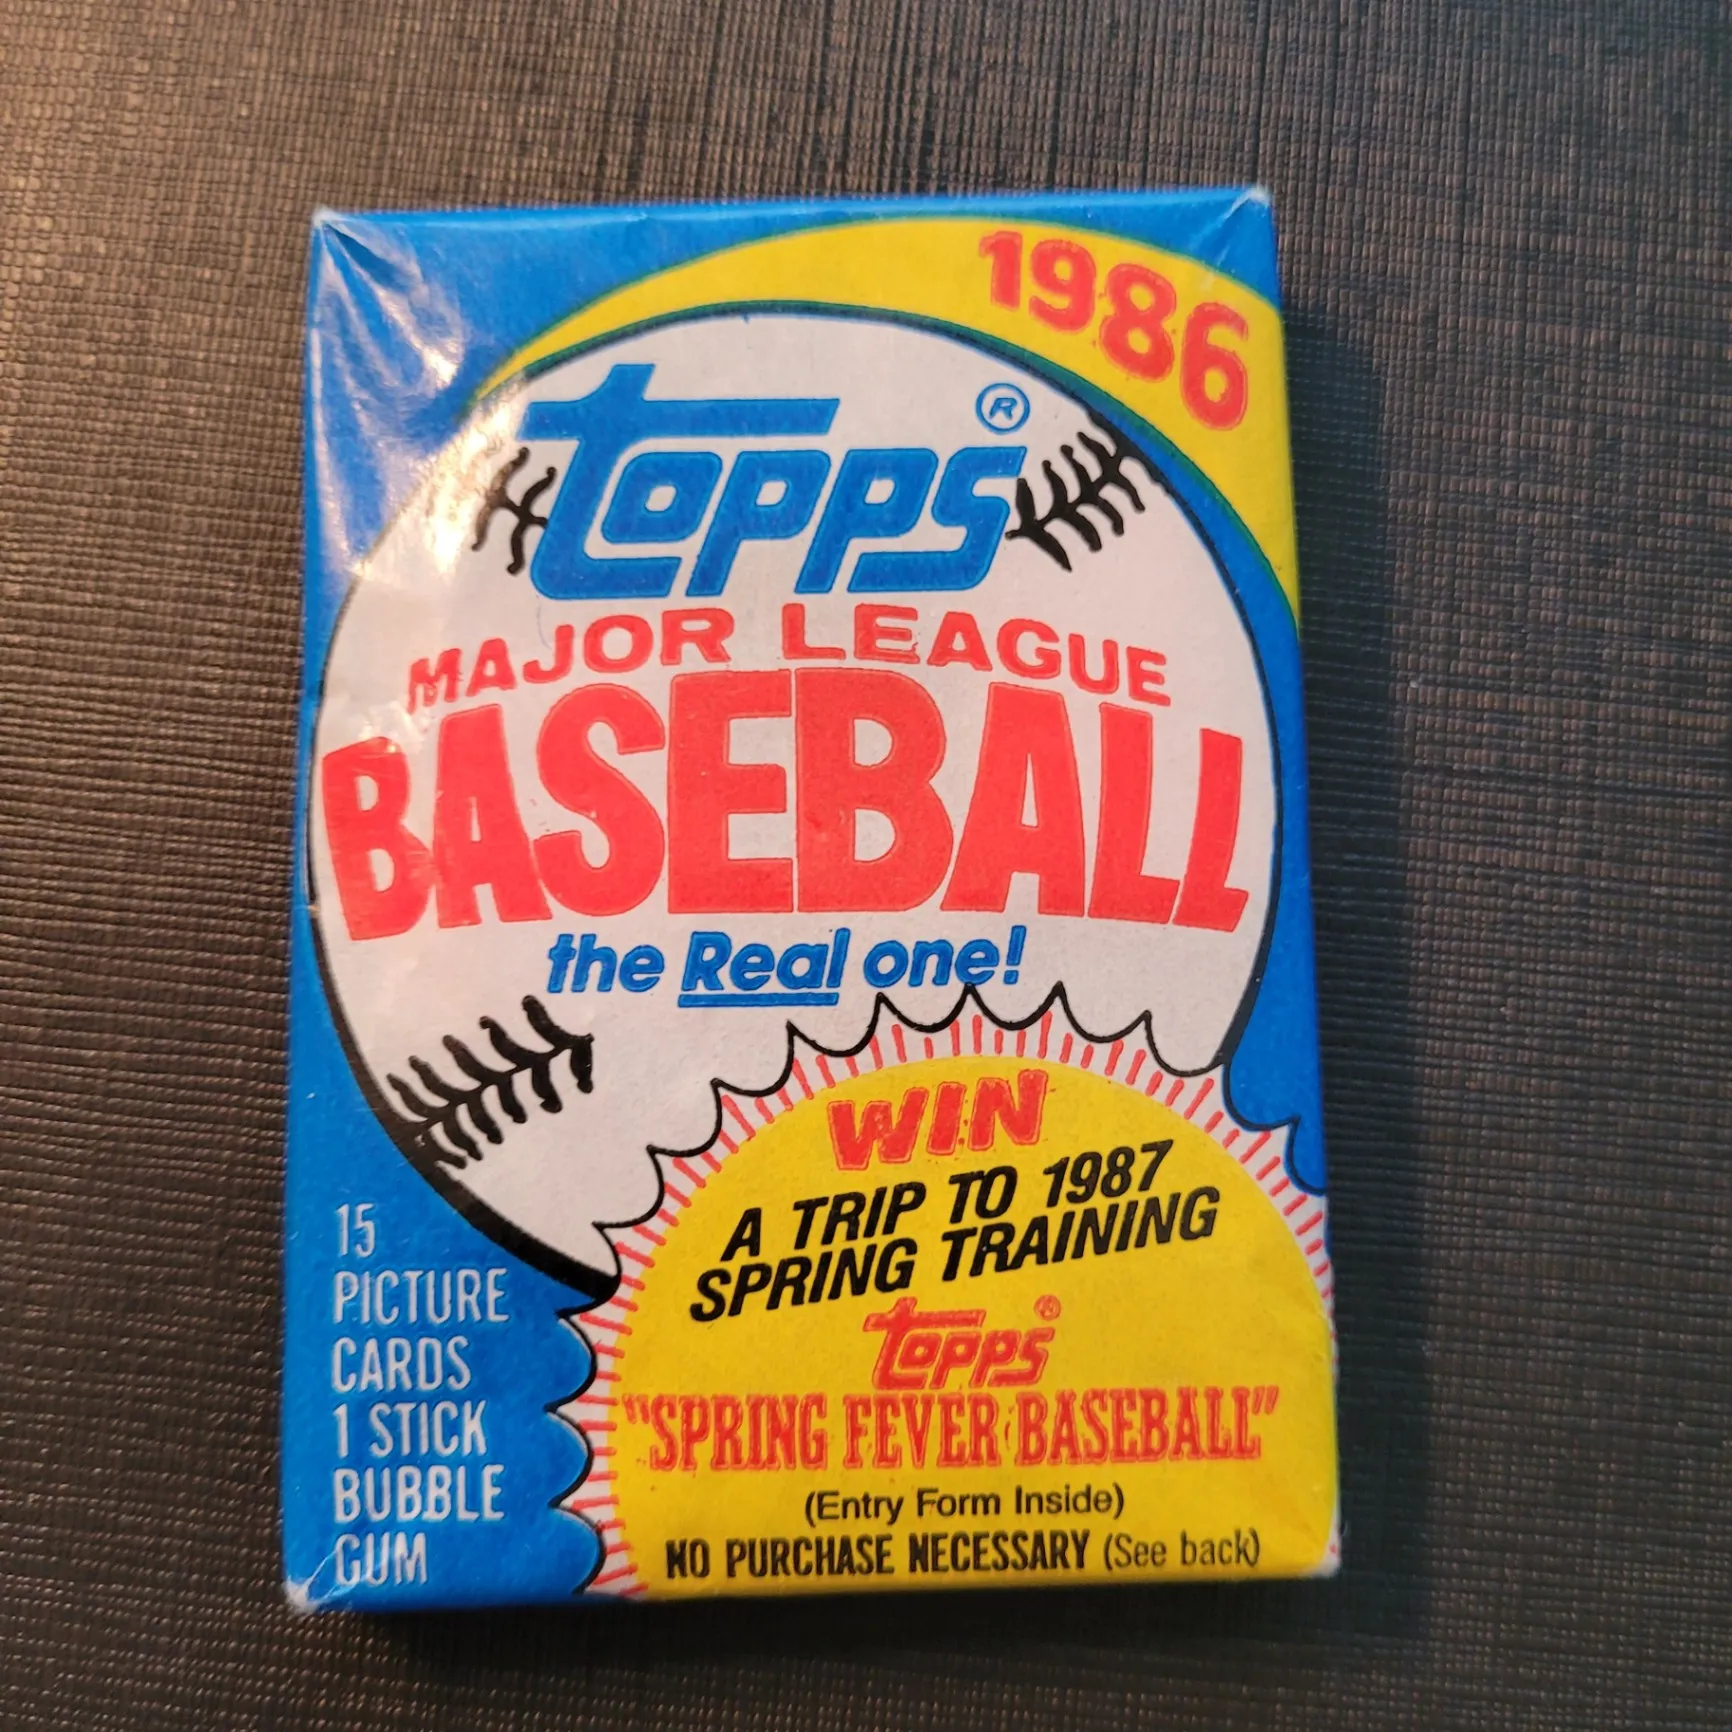 1986
Topps®
MAJOR LEAGUE
BASEBALL
the Real one!
WIN
A TRIP TO 1987
SPRING TRAINING
Topps®
"SPRING FEVER BASEBALL"
(Entry Form Inside)
NO PURCHASE NECESSARY (See back)
15
PICTURE
CARDS
1 STICK
BUBBLE
GUM